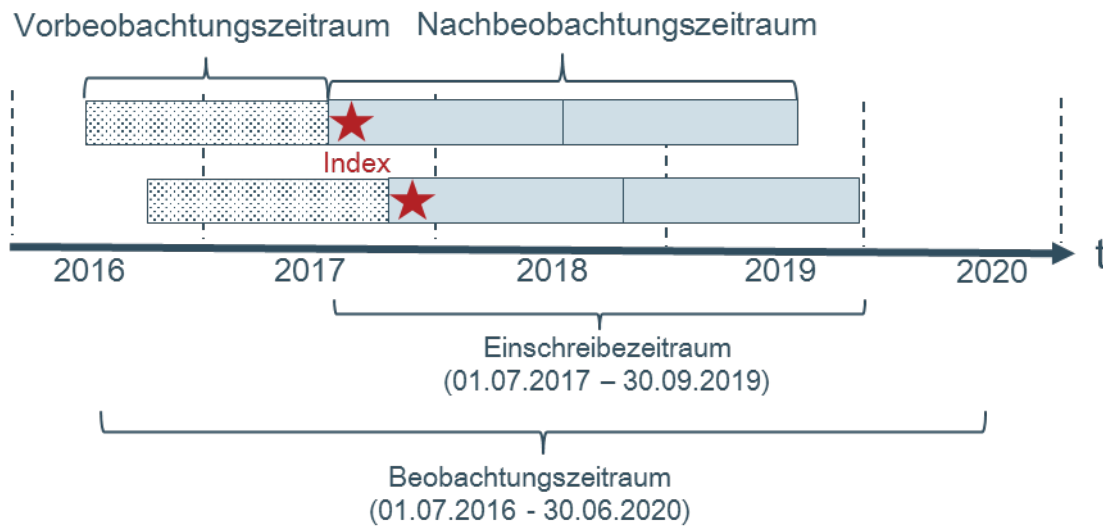 Vorbeobachtungszeitraum
Nachbeobachtungszeitraum
Index
t
2016
2017
2018
2019
2020
Einschreibezeitraum
(01.07.2017 – 30.09.2019)
Beobachtungszeitraum
(01.07.2016 - 30.06.2020)